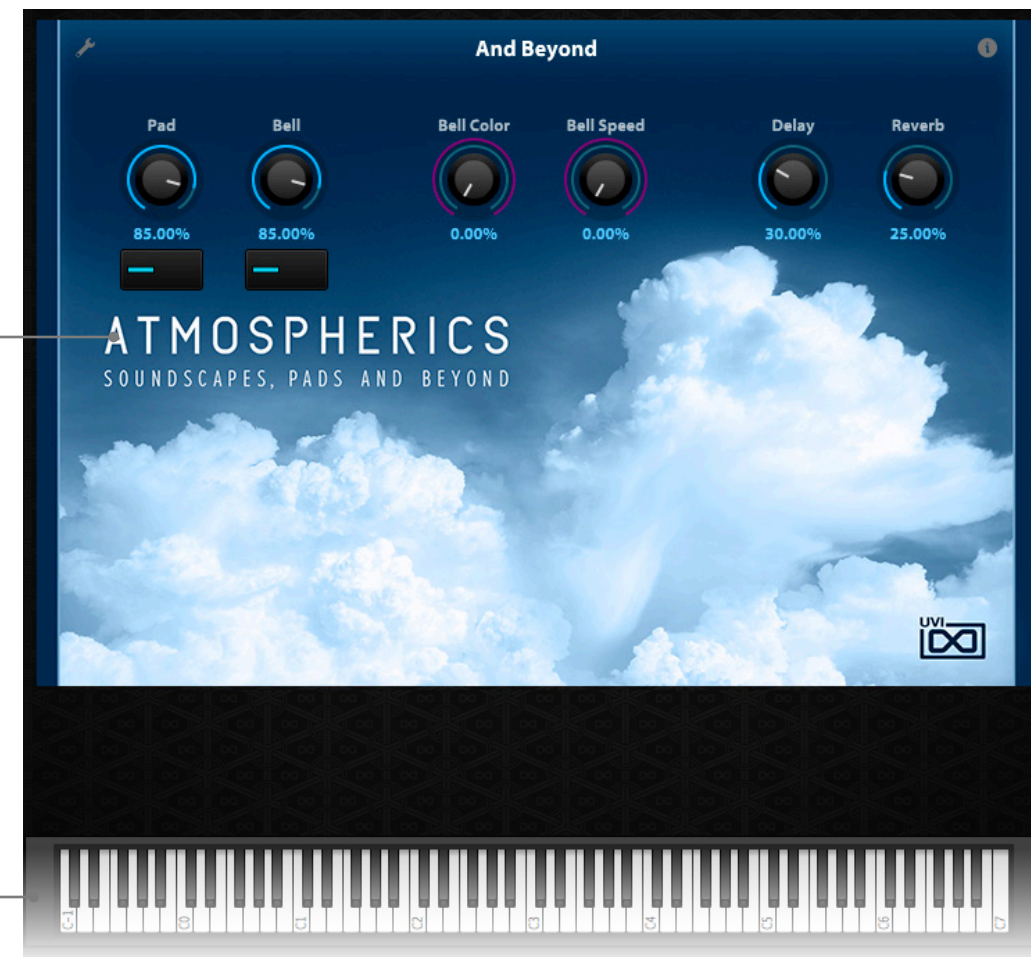 And Beyond
i
Pad Bell Bell Color Bell Speed Delay Reverb
85.00% 85.00% 0.00% 0.00% 30.00% 25.00%
ATMOSPHERICS
SOUNDSCAPES, PADS AND BEYOND
UVI
C-1 C0 C1 C2 C3 C4 C5 C6 C7